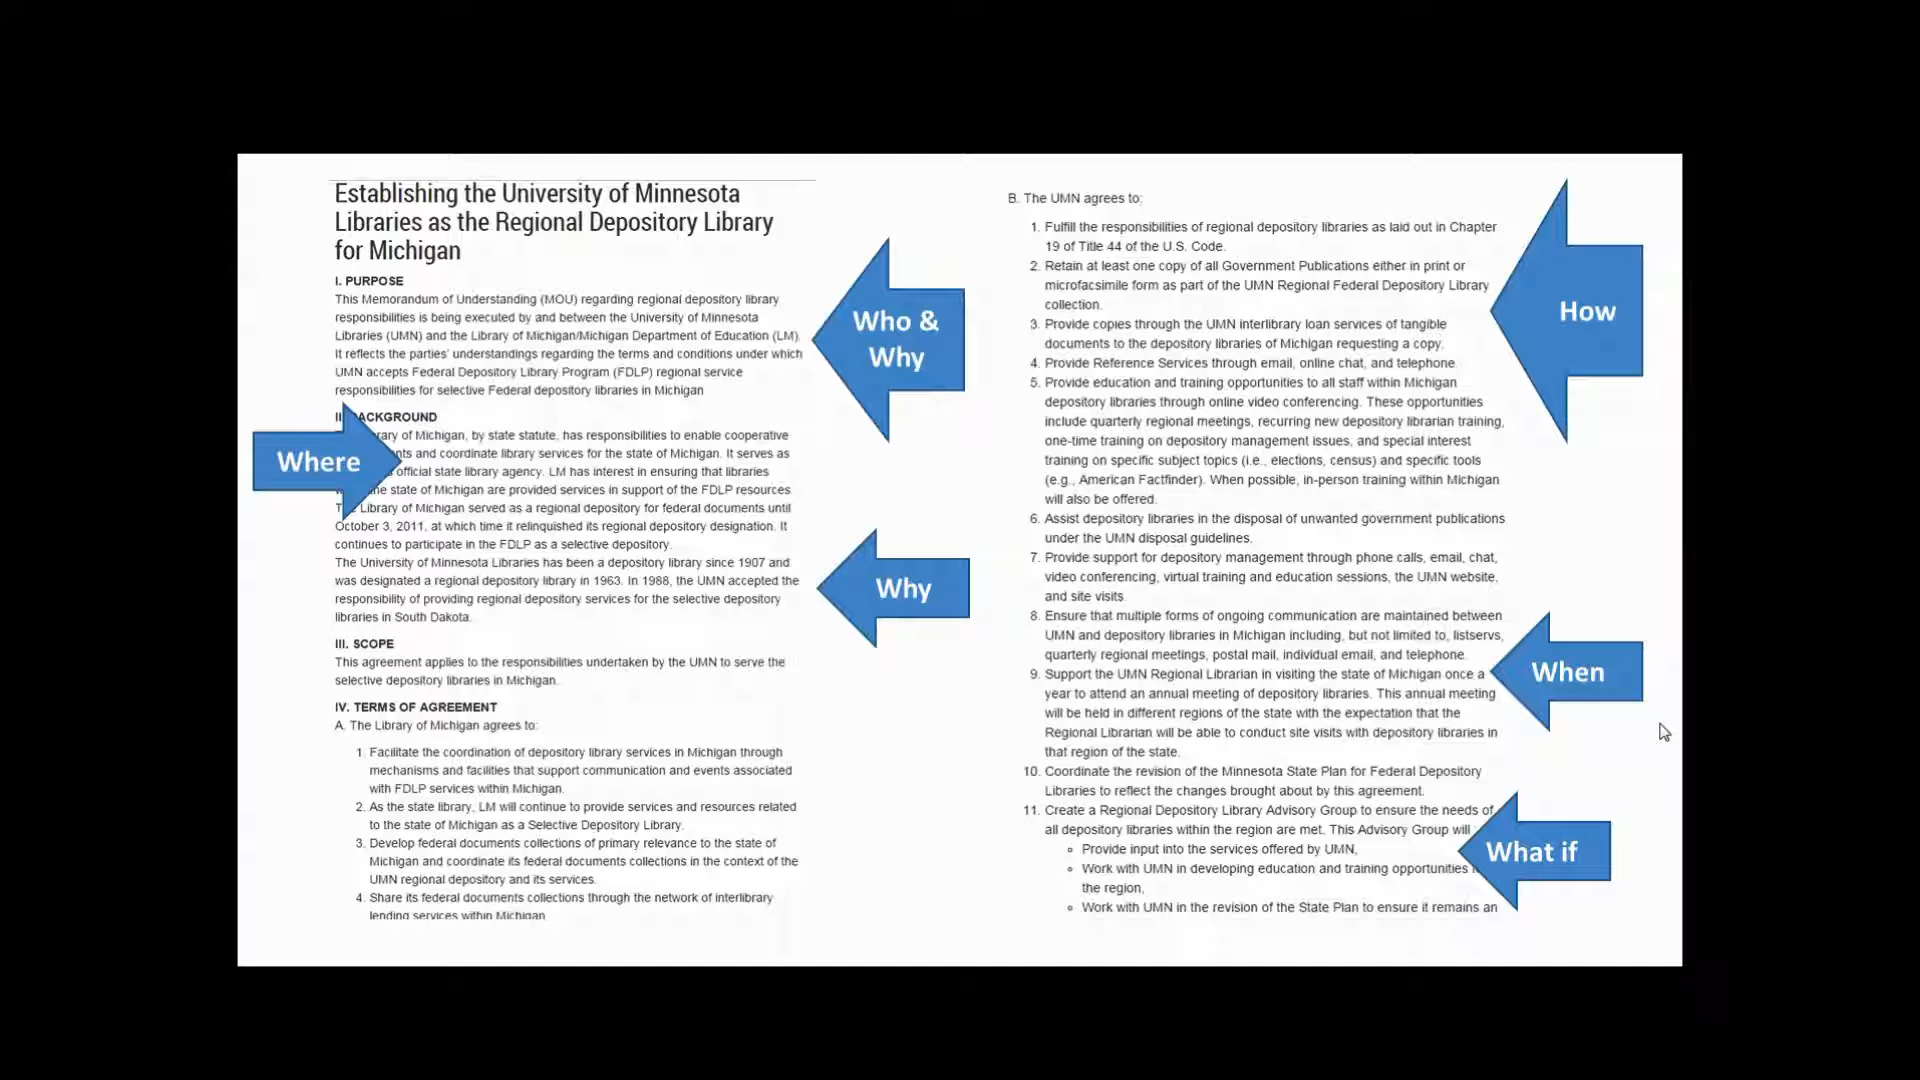 Establishing the University of Minnesota
Libraries as the Regional Depository Library
for Michigan
I. PURPOSE
This Memorandum of Understanding (MOU) regarding regional depository library
responsibilities is being executed by and between the University of Minnesota
Libraries (UMN) and the Library of Michigan/Michigan Department of Education (LM).
It reflects the parties' understandings regarding the terms and conditions under which
UMN accepts Federal Depository Library Program (FDLP) regional service
responsibilities for selective Federal depository libraries in Michigan
Who &
Why
BACKGROUND
of Michigan, by state statute, has responsibilities to enable cooperative
and coordinate library services for the state of Michigan. It serves as
official state library agency. LM has interest in ensuring that libraries
the state of Michigan are provided services in support of the FDLP resources
Library of Michigan served as a regional depository for federal documents until
October 3, 2011, at which time it relinquished its regional depository designation. It
continues to participate in the FDLP as a selective depository.
The University of Minnesota Libraries has been a depository library since 1907 and
was designated a regional depository library in 1963. In 1988, the UMN accepted the
responsibility of providing regional depository services for the selective depository
libraries in South Dakota.
Where
Why
III. SCOPE
This agreement applies to the responsibilities undertaken by the UMN to serve the
selective depository libraries in Michigan.
IV. TERMS OF AGREEMENT
A. The Library of Michigan agrees to:
1. Facilitate the coordination of depository library services in Michigan through
mechanisms and facilities that support communication and events associated
with FDLP services within Michigan.
2. As the state library, LM will continue to provide services and resources related
to the state of Michigan as a Selective Depository Library.
3. Develop federal documents collections of primary relevance to the state of
Michigan and coordinate its federal documents collections in the context of the
UMN regional depository and its services.
4. Share its federal documents collections through the network of interlibrary
lending services within Michigan
B. The UMN agrees to:
1. Fulfill the responsibilities of regional depository libraries as laid out in Chapter
19 of Title 44 of the U.S. Code.
2. Retain at least one copy of all Government Publications either in print or
microfacsimile form as part of the UMN Regional Federal Depository Library
collection.
3. Provide copies through the UMN interlibrary loan services of tangible
documents to the depository libraries of Michigan requesting a copy.
4. Provide Reference Services through email, online chat, and telephone.
5. Provide education and training opportunities to all staff within Michigan
depository libraries through online video conferencing. These opportunities
include quarterly regional meetings, recurring new depository librarian training,
one-time training on depository management issues, and special interest
training on specific subject topics (i.e., elections, census) and specific tools
(e.g., American Factfinder). When possible, in-person training within Michigan
will also be offered.
6. Assist depository libraries in the disposal of unwanted government publications
under the UMN disposal guidelines.
7. Provide support for depository management through phone calls, email, chat,
video conferencing, virtual training and education sessions, the UMN website,
and site visits
8. Ensure that multiple forms of ongoing communication are maintained between
UMN and depository libraries in Michigan including, but not limited to, listservs,
quarterly regional meetings, postal mail, individual email, and telephone.
9. Support the UMN Regional Librarian in visiting the state of Michigan once a
year to attend an annual meeting of depository libraries. This annual meeting
will be held in different regions of the state with the expectation that the
Regional Librarian will be able to conduct site visits with depository libraries in
that region of the state.
10. Coordinate the revision of the Minnesota State Plan for Federal Depository
Libraries to reflect the changes brought about by this agreement.
11. Create a Regional Depository Library Advisory Group to ensure the needs of
all depository libraries within the region are met. This Advisory Group will
Provide input into the services offered by UMN,
Work with UMN in developing education and training opportunities
the region,
Work with UMN in the revision of the State Plan to ensure it remains an
How
When
What if